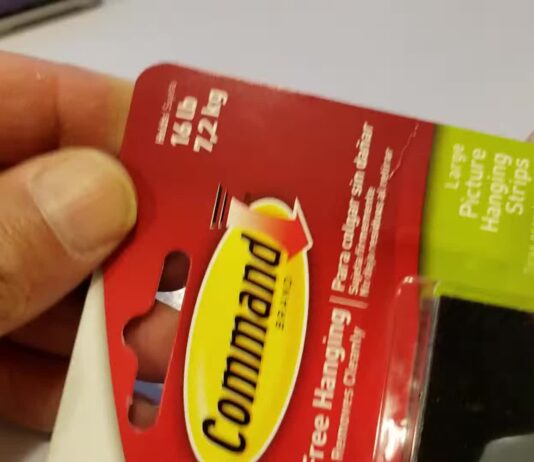 16 lb
7,2 kg
Command
BRAND
Free Hanging
Removes Cleanly
Para colgar sin dañar
Large
Picture
Hanging
Strips